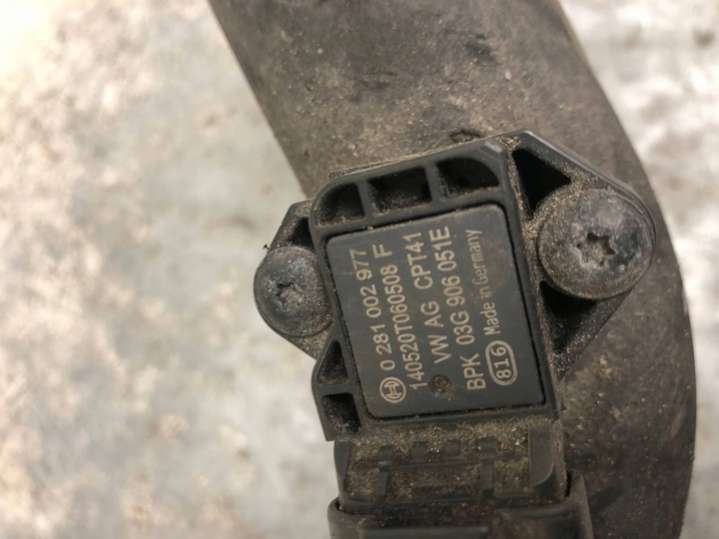 0 281 002 977
140520T060508 F
VW AG CPT41
BPK 03G 906 051E
816 Made in Germany